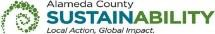 Alameda County
SUSTAINABILITY
Local Action, Global Impact.